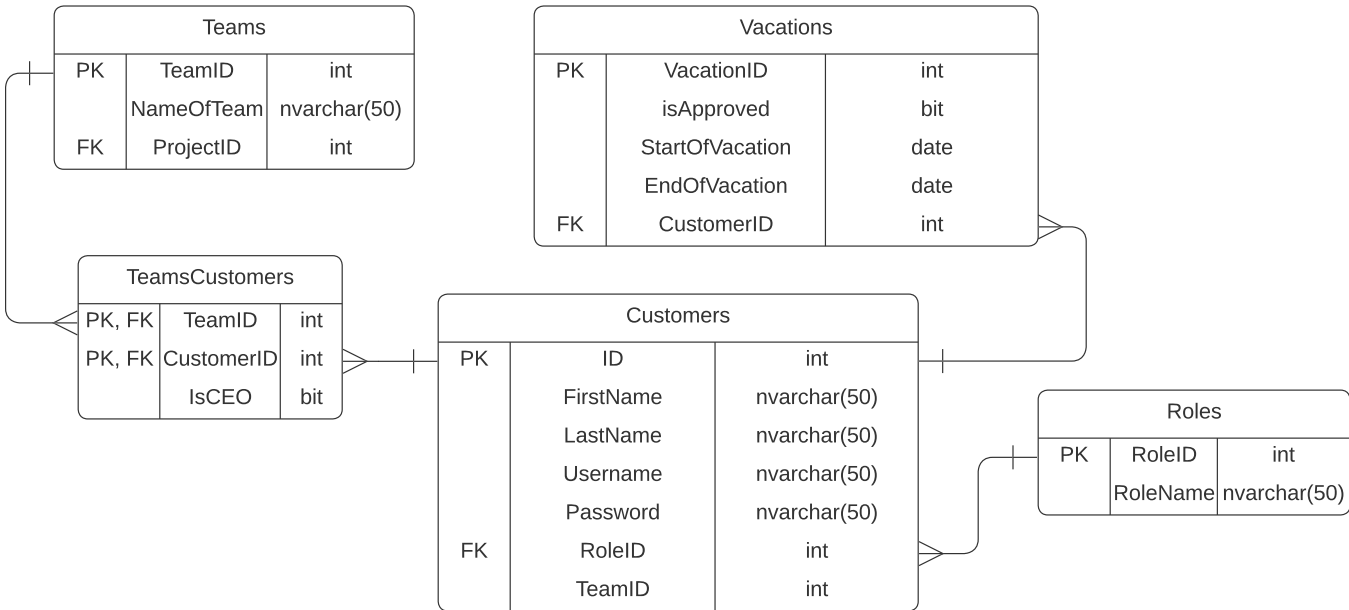 Teams
PK TeamID int
NameOfTeam nvarchar(50)
FK ProjectID int
Vacations
PK VacationID int
isApproved bit
StartOfVacation date
EndOfVacation date
FK CustomerID int
TeamsCustomers
PK, FK TeamID int
PK, FK CustomerID int
IsCEO bit
Customers
PK ID int
FirstName nvarchar(50)
LastName nvarchar(50)
Username nvarchar(50)
Password nvarchar(50)
FK RoleID int
TeamID int
Roles
PK RoleID int
RoleName nvarchar(50)